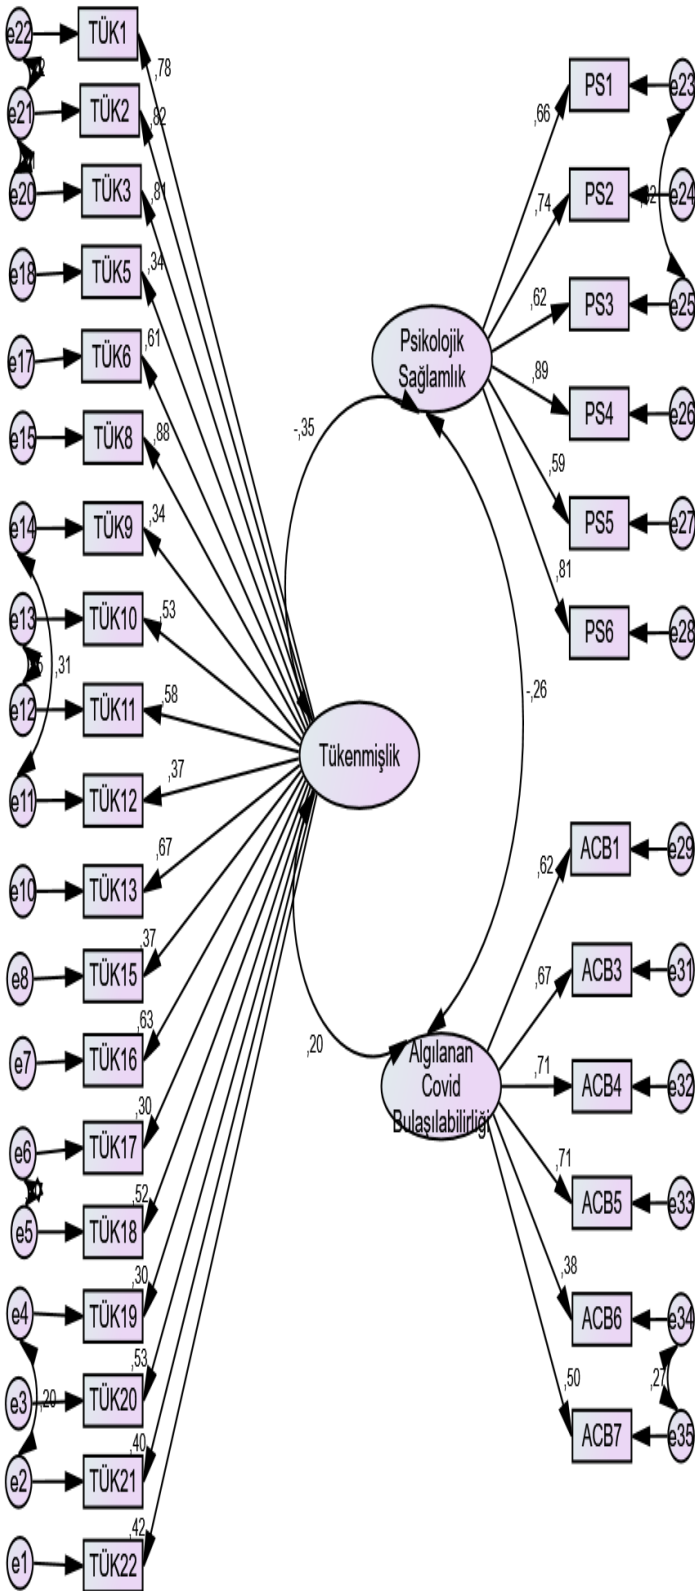 e22
TÜK1
,78
e21
TÜK2
,82
e20
TÜK3
,81
e18
TÜK5
,34
e17
TÜK6
,61
e15
TÜK8
,88
e14
TÜK9
,34
e13
TÜK10
,53
,31
e12
TÜK11
,58
e11
TÜK12
,37
e10
TÜK13
,67
e8
TÜK15
,37
e7
TÜK16
,63
e6
TÜK17
,30
e5
TÜK18
,52
e4
TÜK19
,30
e3
,20
TÜK20
,53
e2
TÜK21
,40
e1
TÜK22
,42
Tükenmişlik
-,35
-,26
,20
Psikolojik
Sağlamlık
,66
PS1
e23
,74
PS2
e24
,62
PS3
e25
,89
PS4
e26
,59
PS5
e27
,81
PS6
e28
Algılanan
Covid
Bulaşılabilirliği
,62
ACB1
e29
,67
ACB3
e31
,71
ACB4
e32
,71
ACB5
e33
,38
ACB6
e34
,27
,50
ACB7
e35